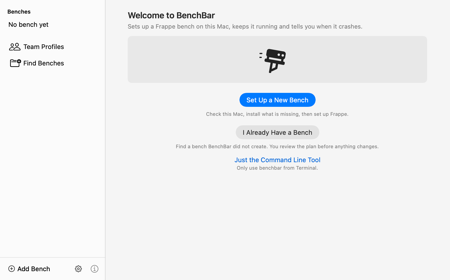 Benches
No bench yet
Team Profiles
Find Benches
Add Bench
Welcome to BenchBar
Sets up a Frappe bench on this Mac, keeps it running and tells you when it crashes.
Set Up a New Bench
Check this Mac, install what is missing, then set up Frappe.
I Already Have a Bench
Find a bench BenchBar did not create. You review the plan before anything changes.
Just the Command Line Tool
Only use benchbar from Terminal.